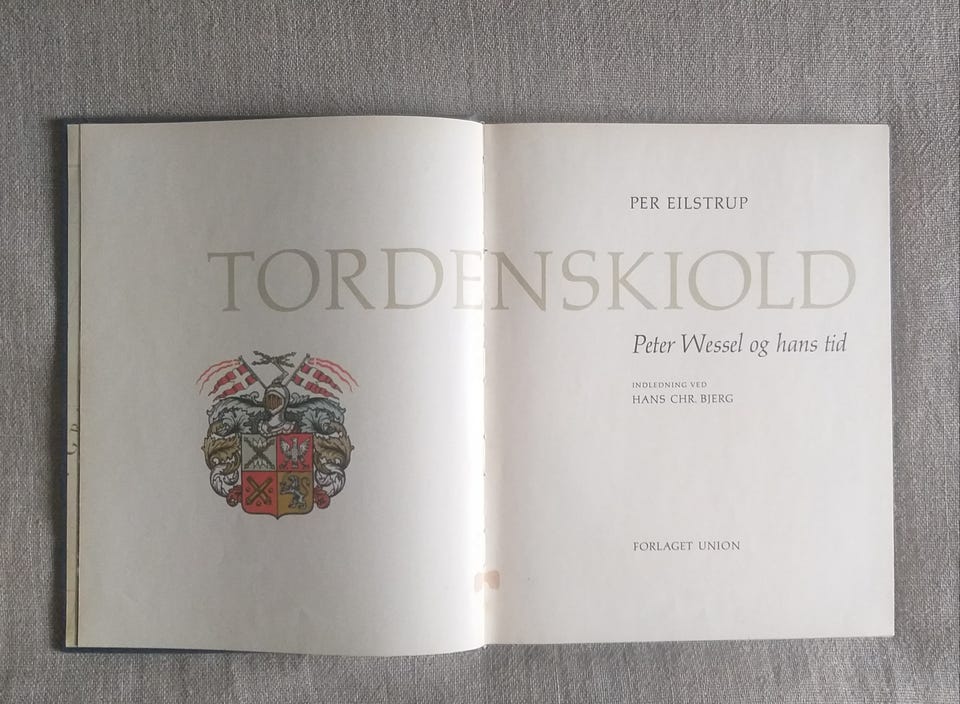 PER EILSTRUP
TORDENSKIOLD
Peter Wessel og hans tid
INDLEDNING VED
HANS CHR. BJERG
FORLAGET UNION